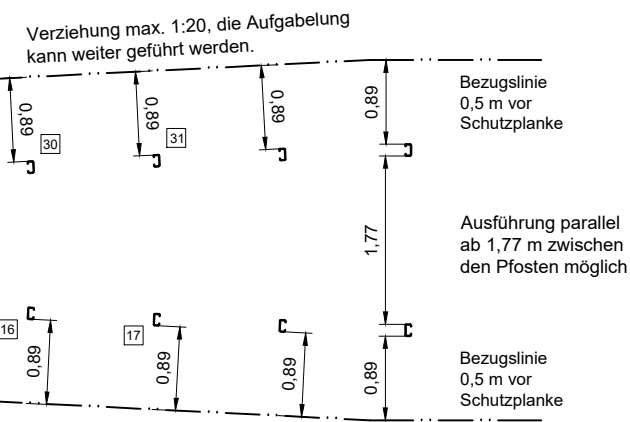 Verziehung max. 1:20, die Aufgabelung
kann weiter geführt werden.
0,89
30
0,89
31
0,89
0,89
Bezugslinie
0,5 m vor
Schutzplanke
1,77
Ausführung parallel
ab 1,77 m zwischen
den Pfosten möglich
16
0,89
17
0,89
0,89
0,89
Bezugslinie
0,5 m vor
Schutzplanke